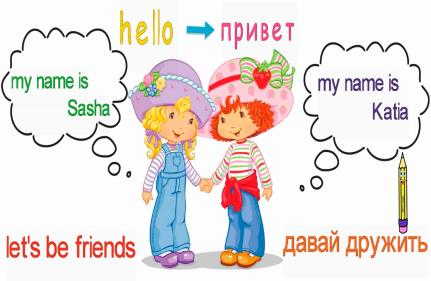 hello → привет
my name is
Sasha
my name is
Katia
let's be friends
давай дружить